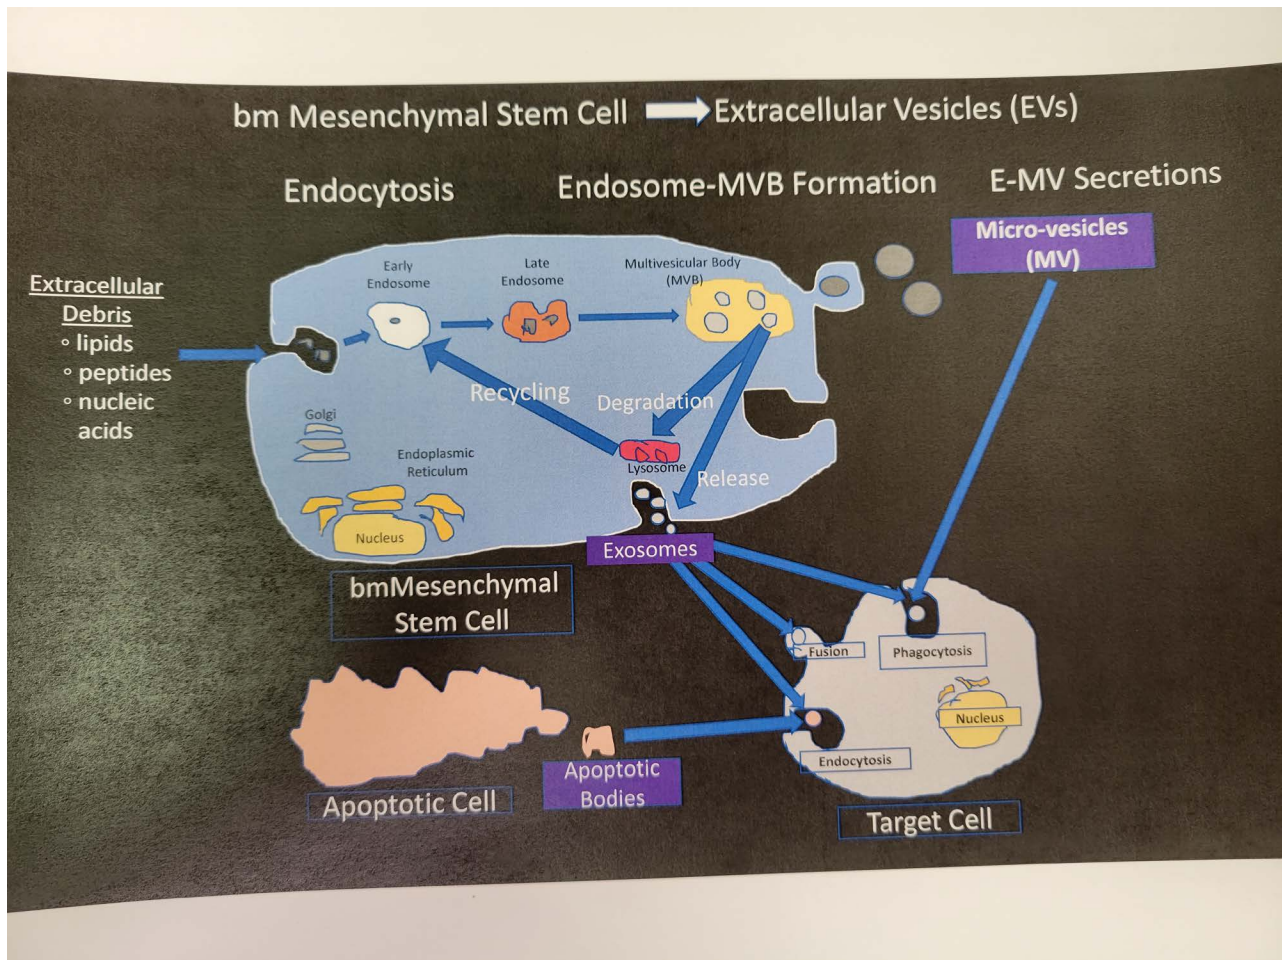 bm Mesenchymal Stem Cell Extracellular Vesicles (EVs)
Endocytosis
Endosome-MVB Formation
E-MV Secretions
Micro-vesicles
(MV)
Extracellular
Debris
◦ lipids
◦ peptides
◦ nucleic
acids
Early
Endosome
Late
Endosome
Multivesicular Body
(MVB)
Recycling
Degradation
Golgi
Endoplasmic
Reticulum
Lysosome
Release
Nucleus
Exosomes
bmMesenchymal
Stem Cell
Fusion
Phagocytosis
Nucleus
Endocytosis
Apoptotic Cell
Apoptotic
Bodies
Target Cell